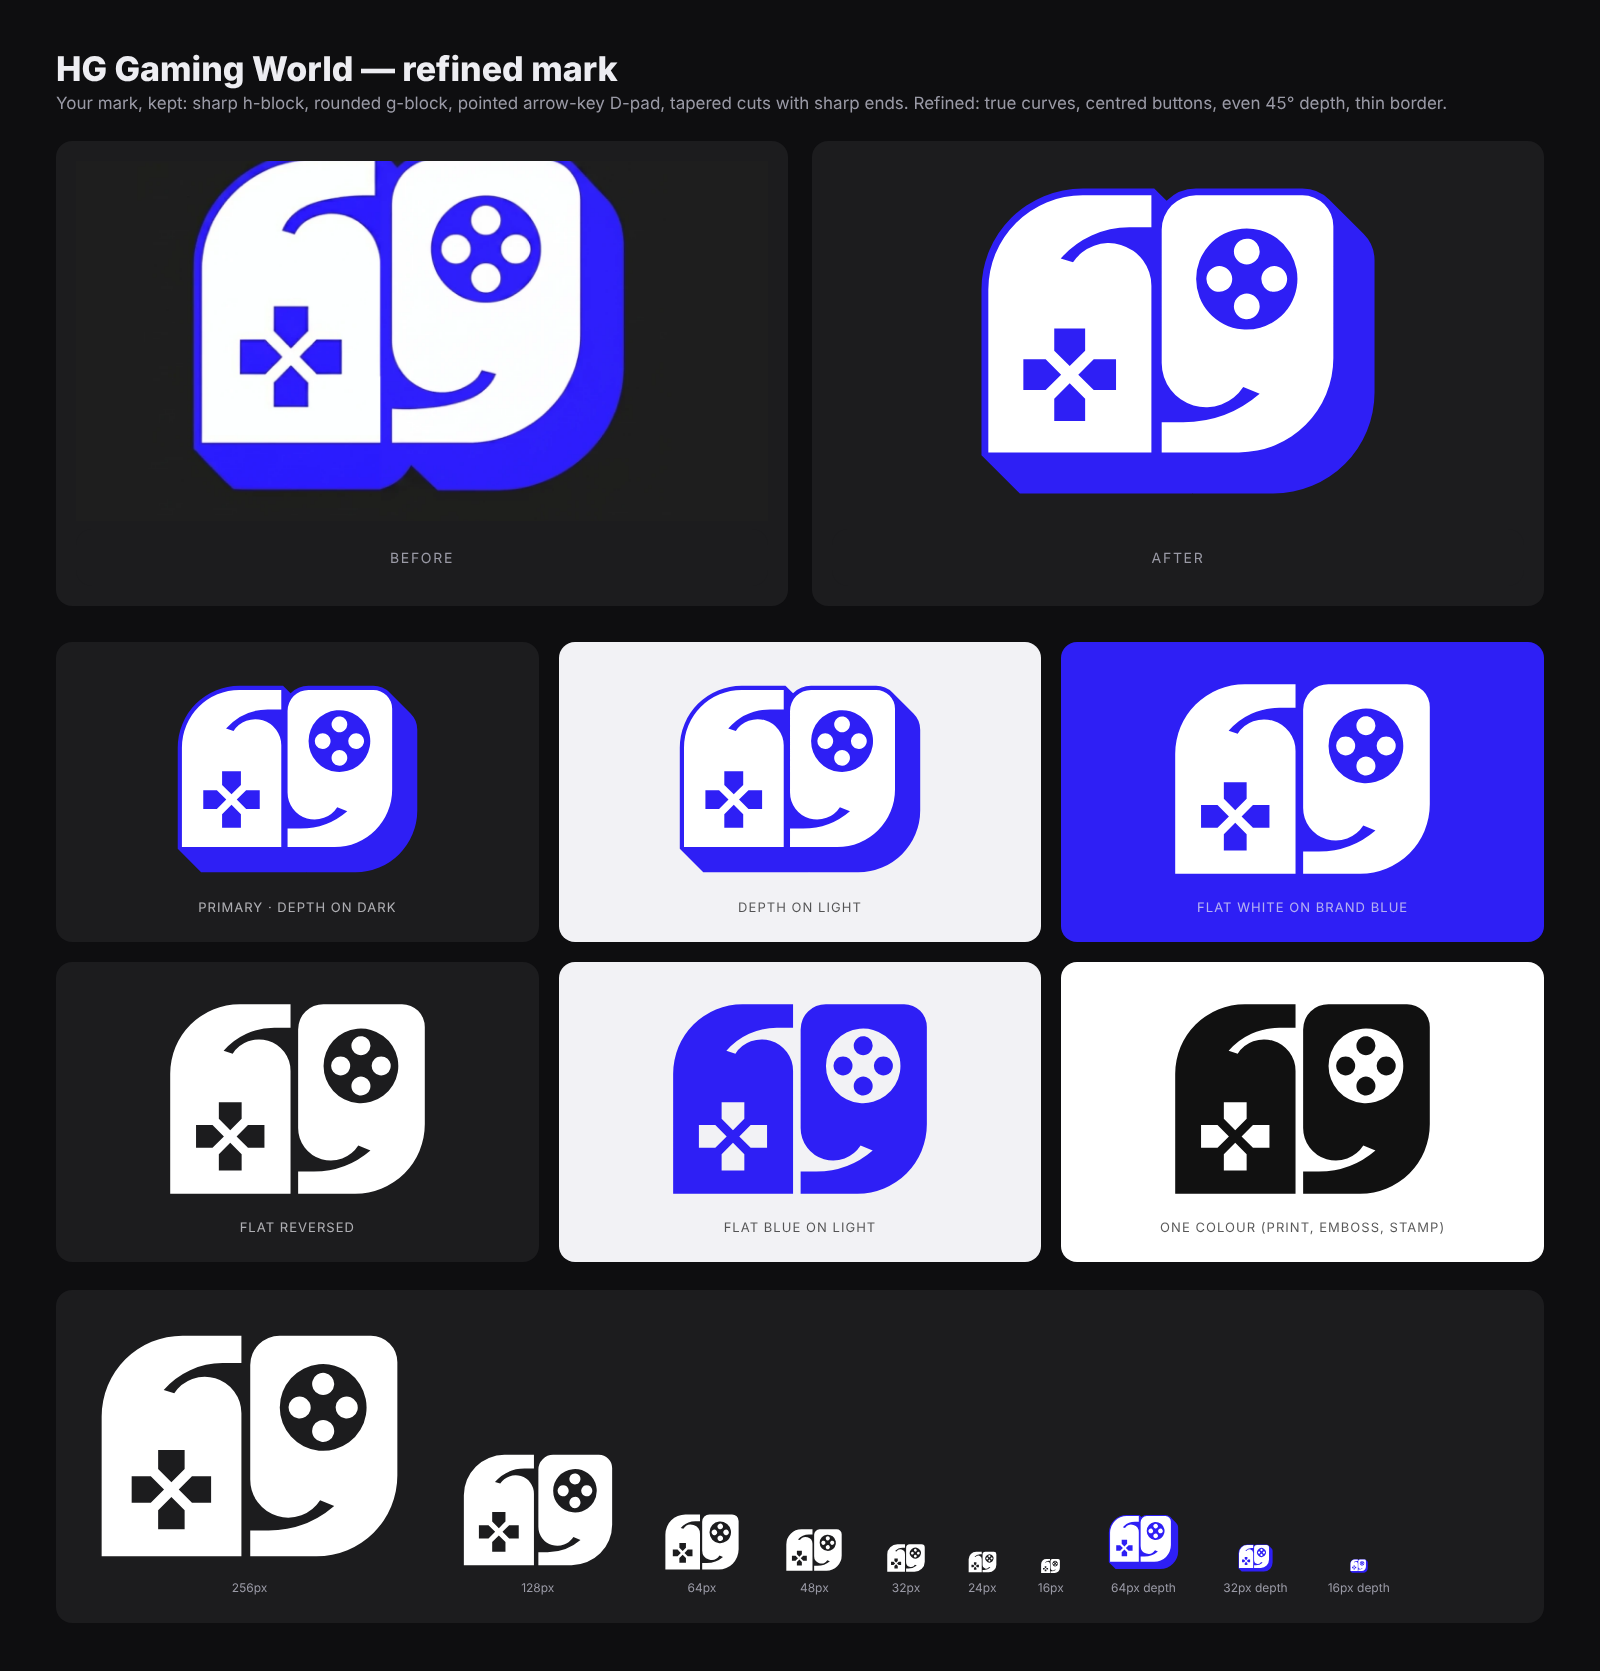 HG Gaming World — refined mark
Your mark, kept: sharp h-block, rounded g-block, pointed arrow-key D-pad, tapered cuts with sharp ends. Refined: true curves, centred buttons, even 45° depth, thin border.
BEFORE
AFTER
PRIMARY · DEPTH ON DARK
DEPTH ON LIGHT
FLAT WHITE ON BRAND BLUE
FLAT REVERSED
FLAT BLUE ON LIGHT
ONE COLOUR (PRINT, EMBOSS, STAMP)
256px
128px
64px
48px
32px
24px
16px
64px depth
32px depth
16px depth